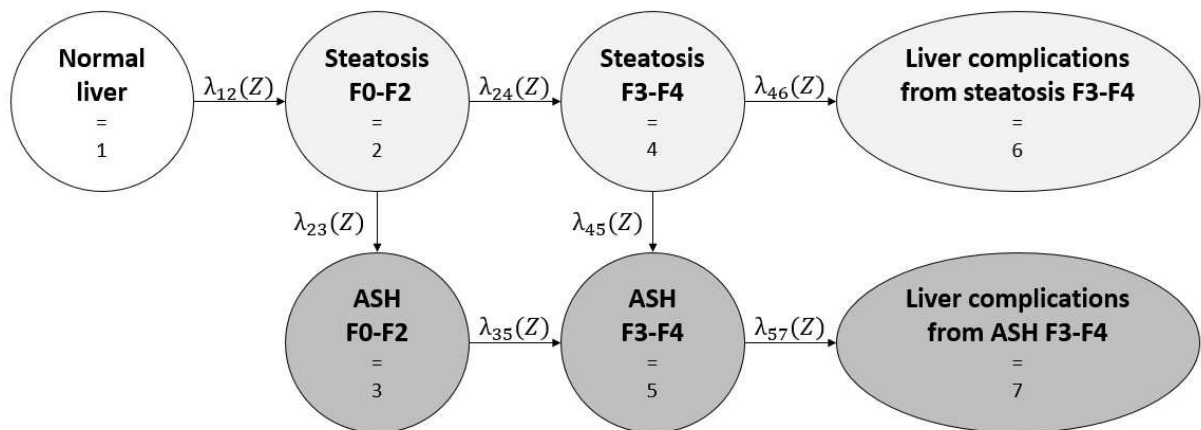 Normal
liver
=
1
λ₁₂(Z)
Steatosis
F0-F2
=
2
λ₂₄(Z)
Steatosis
F3-F4
=
4
λ₄₆(Z)
Liver complications
from steatosis F3-F4
=
6
λ₂₃(Z)
λ₄₅(Z)
ASH
F0-F2
=
3
λ₃₅(Z)
ASH
F3-F4
=
5
λ₅₇(Z)
Liver complications
from ASH F3-F4
=
7